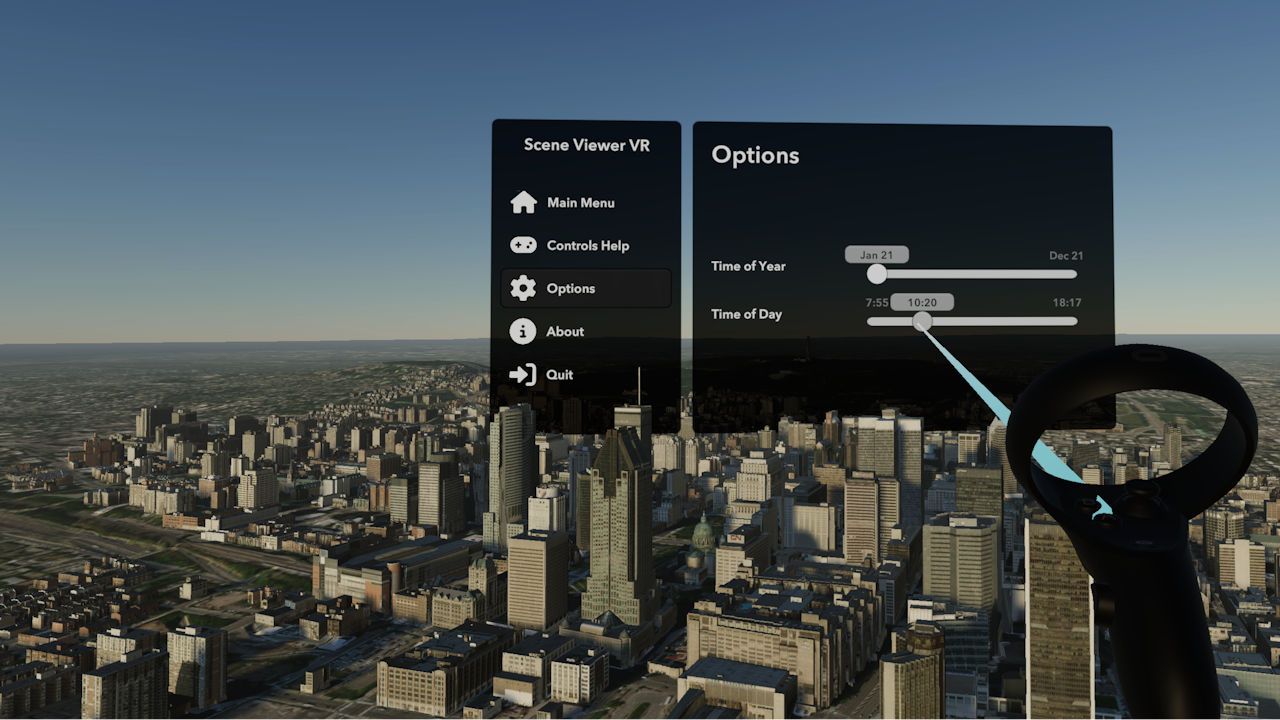 Scene Viewer VR
Main Menu
Controls Help
Options
About
Quit
Options
Time of Year
Jan 21
Dec 21
Time of Day
7:55
10:20
18:17